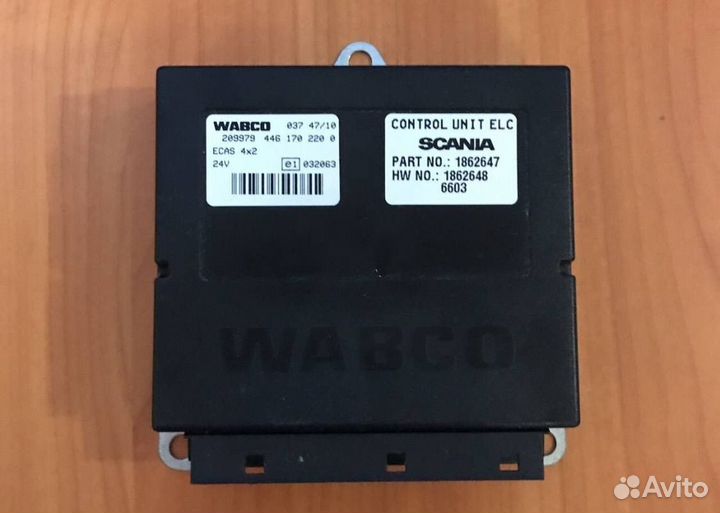 WABCO 037 47/10
209979 446 170 220 0
ECAS 4x2
24V e1 032063
CONTROL UNIT ELC
SCANIA
PART NO.: 1862647
HW NO.: 1862648
6603
WABCO
Avito